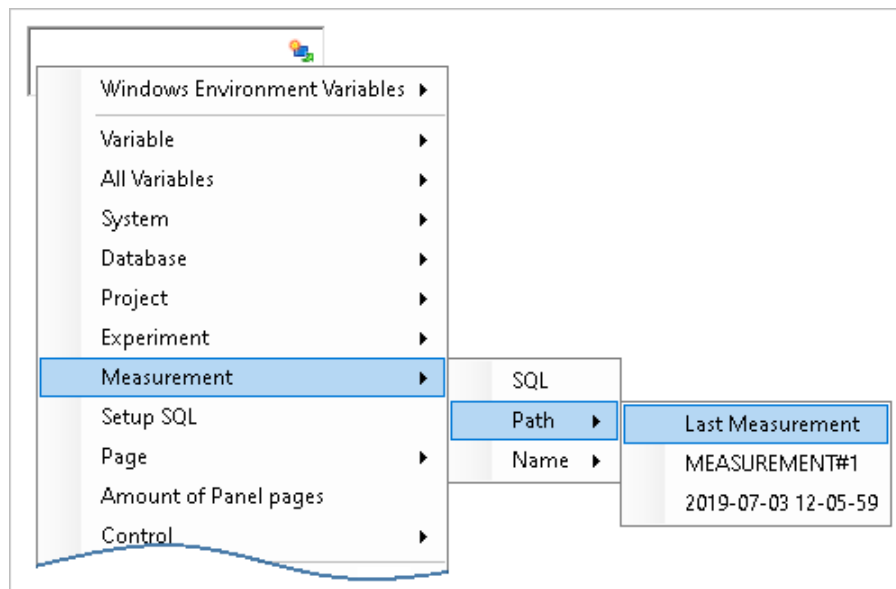 Windows Environment Variables
Variable
All Variables
System
Database
Project
Experiment
Measurement
Setup SQL
Page
Amount of Panel pages
Control
SQL
Path
Name
Last Measurement
MEASUREMENT#1
2019-07-03 12-05-59